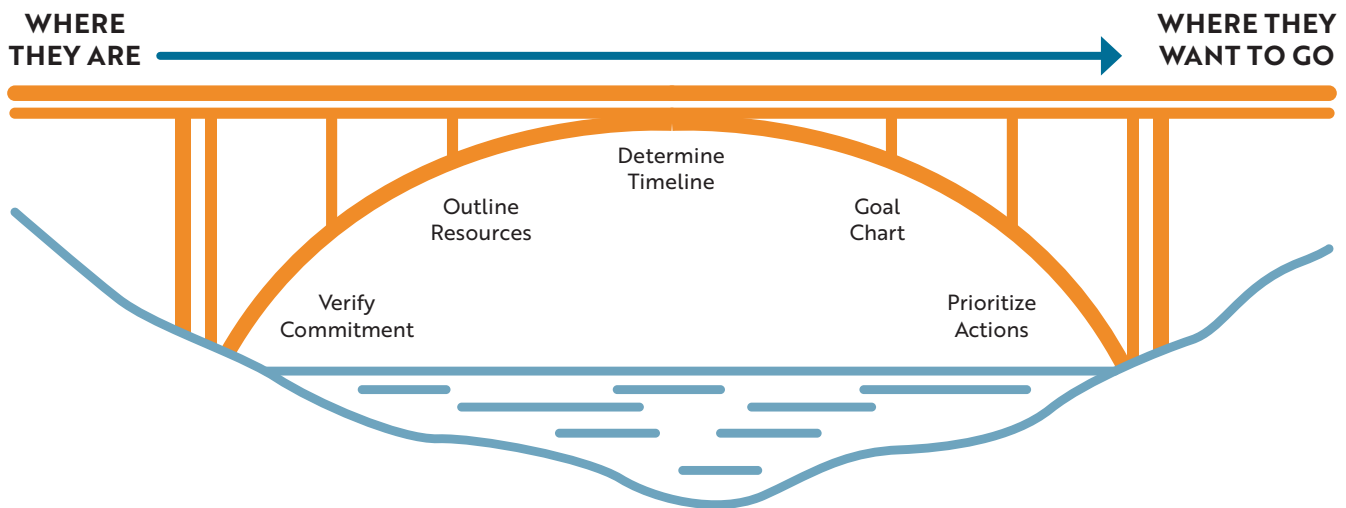 WHERE
THEY ARE
WHERE THEY
WANT TO GO
Determine
Timeline
Outline
Resources
Goal
Chart
Verify
Commitment
Prioritize
Actions